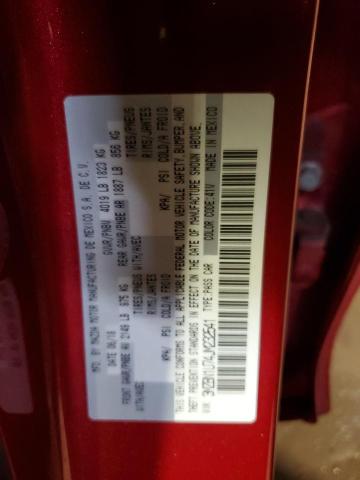 MFD. BY MAZDA MOTOR MANUFACTURING DE MEXICO S.A. DE C.V.
DATE 06/16 GVWR/PNBV 4019 LB 1823 KG
FRONT GAWR/PNBE AV 2149 LB 975 KG REAR GAWR/PNBE AR 1887 LB 856 KG
WITH/AVEC TIRES/PNEUS WITH/AVEC TIRES/PNEUS
RIMS/JANTES RIMS/JANTES
KPA/ PSI COLD/A FROID KPA/ PSI COLD/A FROID
THIS VEHICLE CONFORMS TO ALL APPLICABLE FEDERAL MOTOR VEHICLE SAFETY, BUMPER, AND
THEFT PREVENTION STANDARDS IN EFFECT ON THE DATE OF MANUFACTURE SHOWN ABOVE.
TYPE: PASS CAR COLOR CODE: 41V MADE IN MEXICO